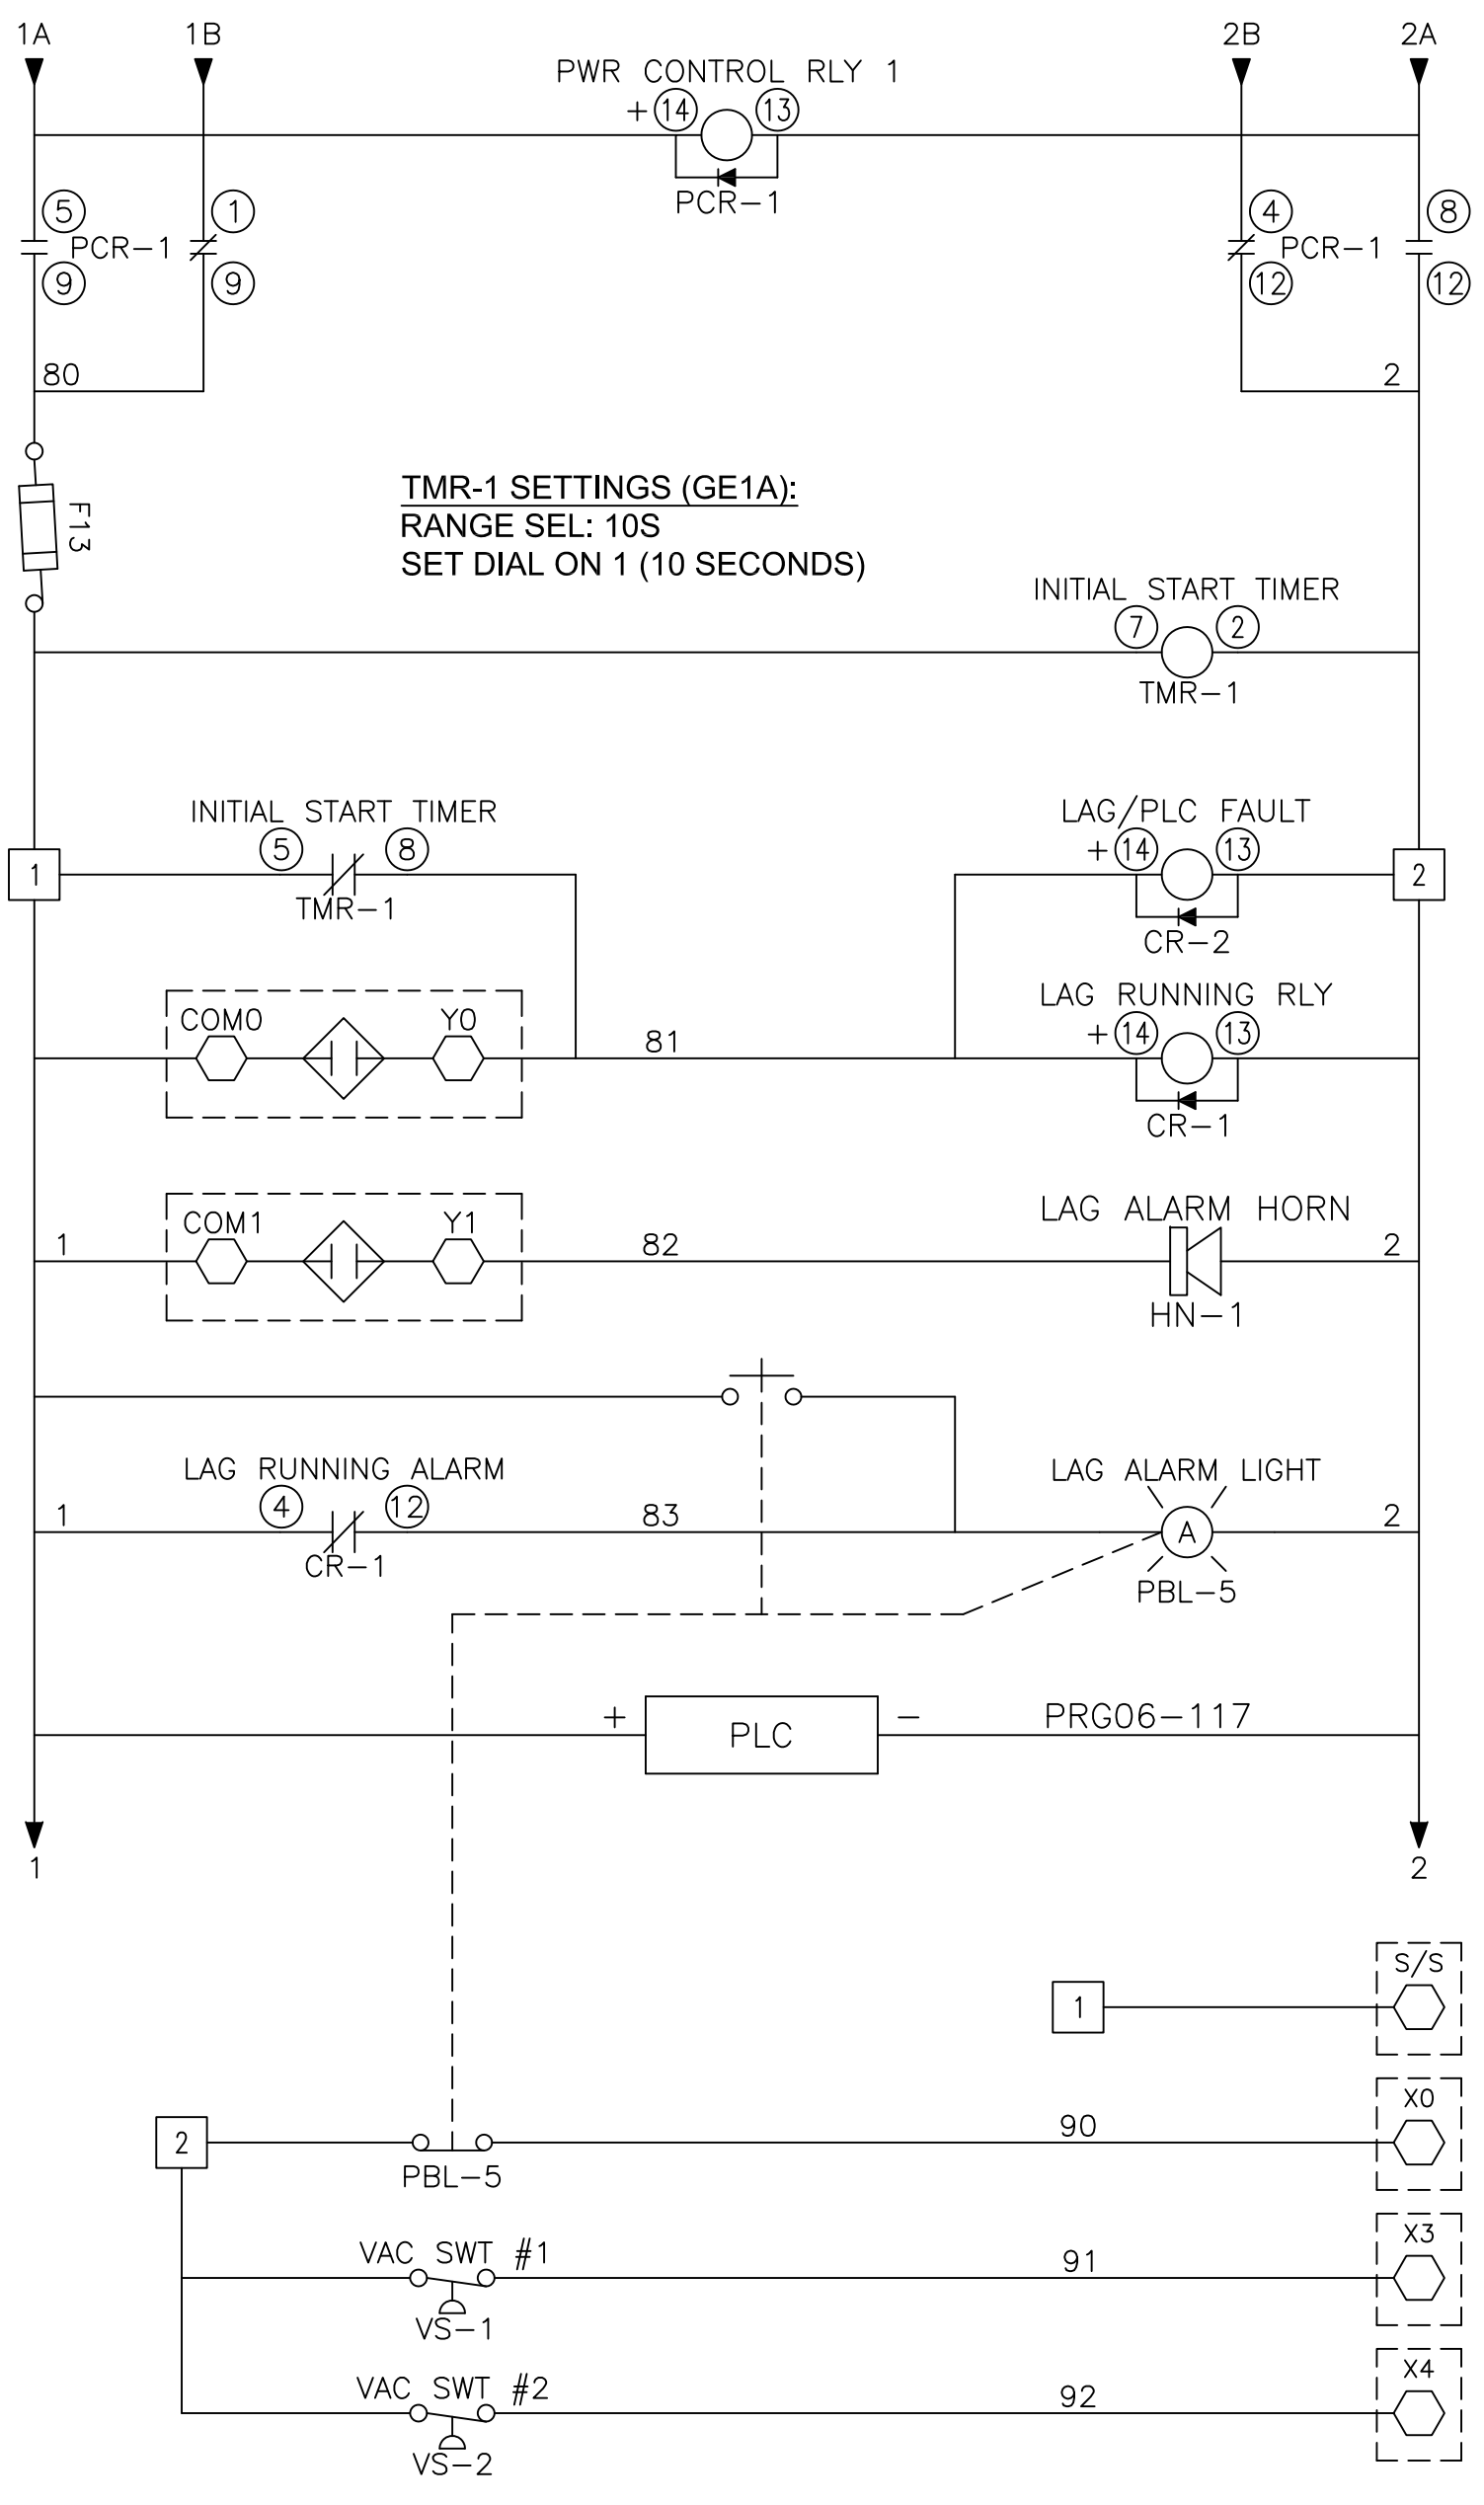 1A 1B 2B 2A
PWR CONTROL RLY 1
+ 14 13
PCR-1
5 1 4 8
PCR-1 PCR-1
9 9 12 12
80 2
F13
TMR-1 SETTINGS (GE1A):
RANGE SEL: 10S
SET DIAL ON 1 (10 SECONDS)
INITIAL START TIMER
7 2
TMR-1
INITIAL START TIMER LAG/PLC FAULT
5 8 + 14 13
1 2
TMR-1
CR-2
LAG RUNNING RLY
COM0 Y0 81 + 14 13
CR-1
LAG ALARM HORN
COM1 Y1
1 82 2
HN-1
LAG RUNNING ALARM LAG ALARM LIGHT
4 12
1 83 A 2
CR-1
PBL-5
+ PLC - PRG06-117
1 2
S/S
1
X0
2 90
PBL-5
X3
VAC SWT #1 91
VS-1
X4
VAC SWT #2 92
VS-2